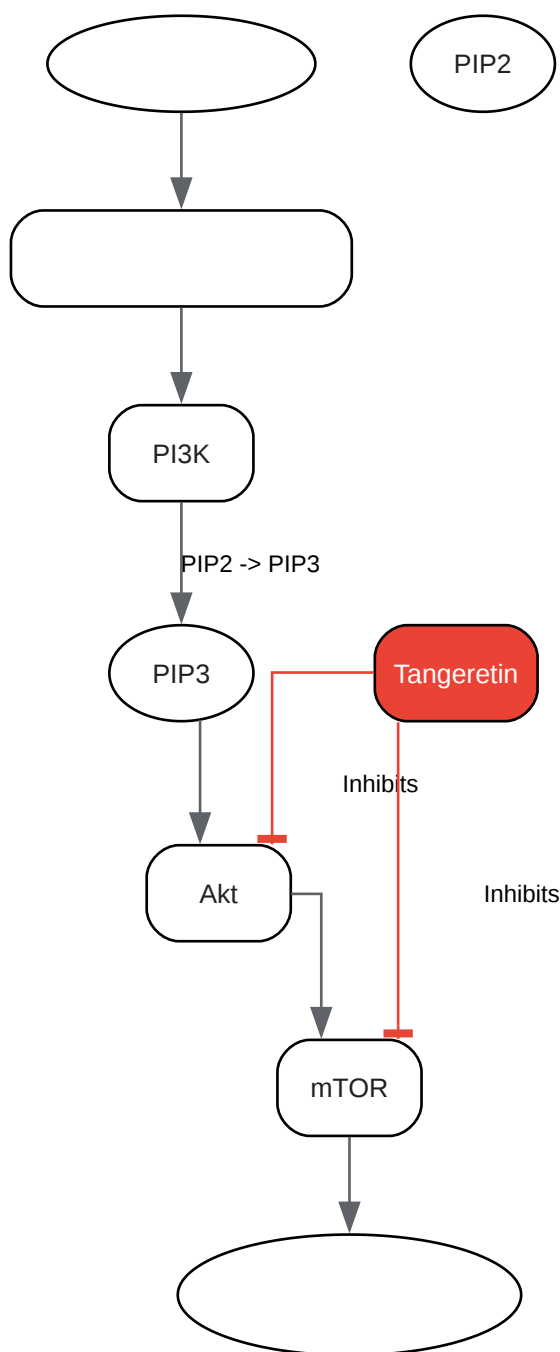 PIP2
PI3K
PIP2 -> PIP3
PIP3
Tangeretin
Inhibits
Akt
Inhibits
mTOR